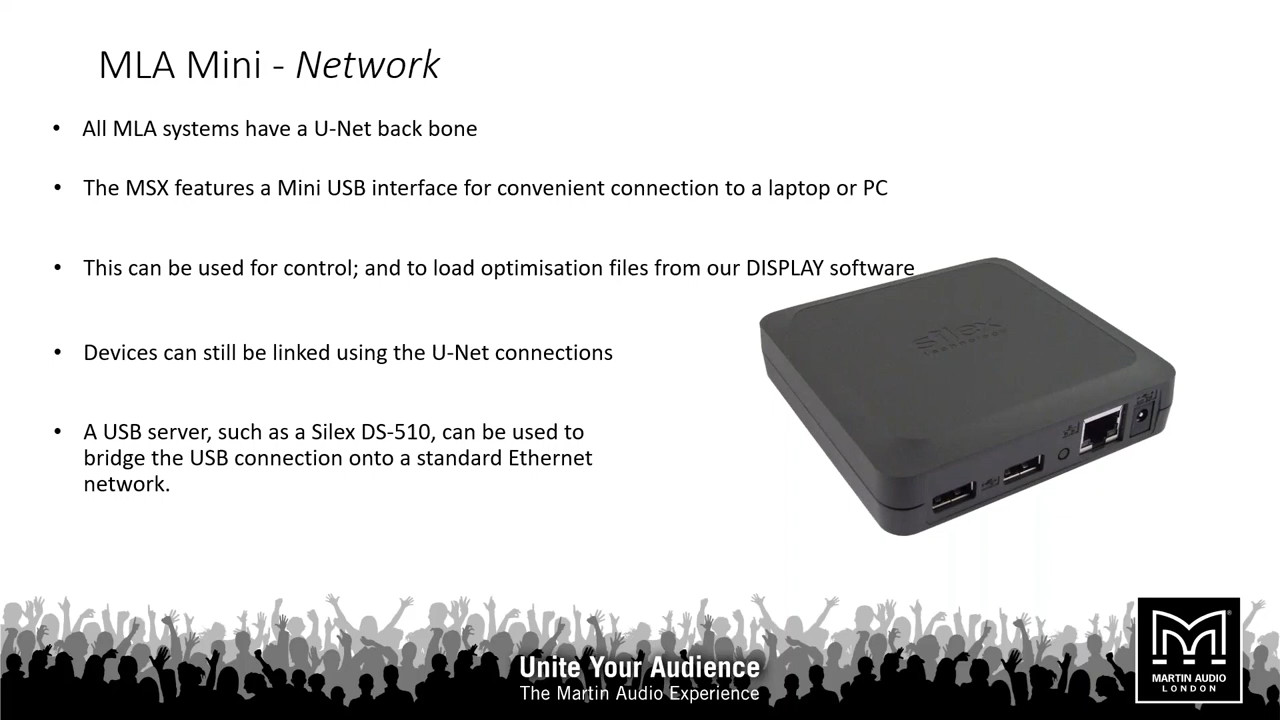 MLA Mini - Network
• All MLA systems have a U-Net back bone
• The MSX features a Mini USB interface for convenient connection to a laptop or PC
• This can be used for control; and to load optimisation files from our DISPLAY software
• Devices can still be linked using the U-Net connections
• A USB server, such as a Silex DS-510, can be used to
bridge the USB connection onto a standard Ethernet
network.
silex
technology
Unite Your Audience
The Martin Audio Experience
®
MARTIN AUDIO
LONDON